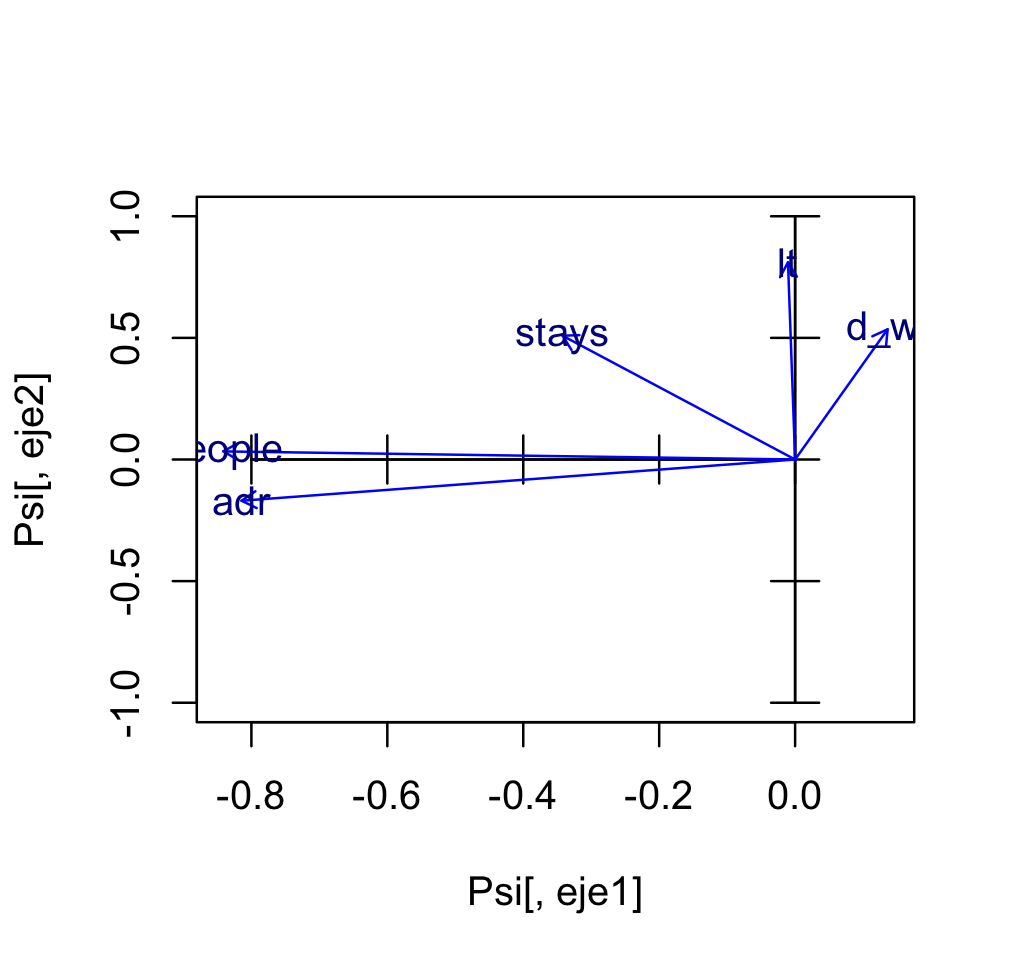 Psi[, eje2]
1.0
0.5
0.0
-0.5
-1.0
lt
d_w
stays
eople
adr
-0.8 -0.6 -0.4 -0.2 0.0
Psi[, eje1]